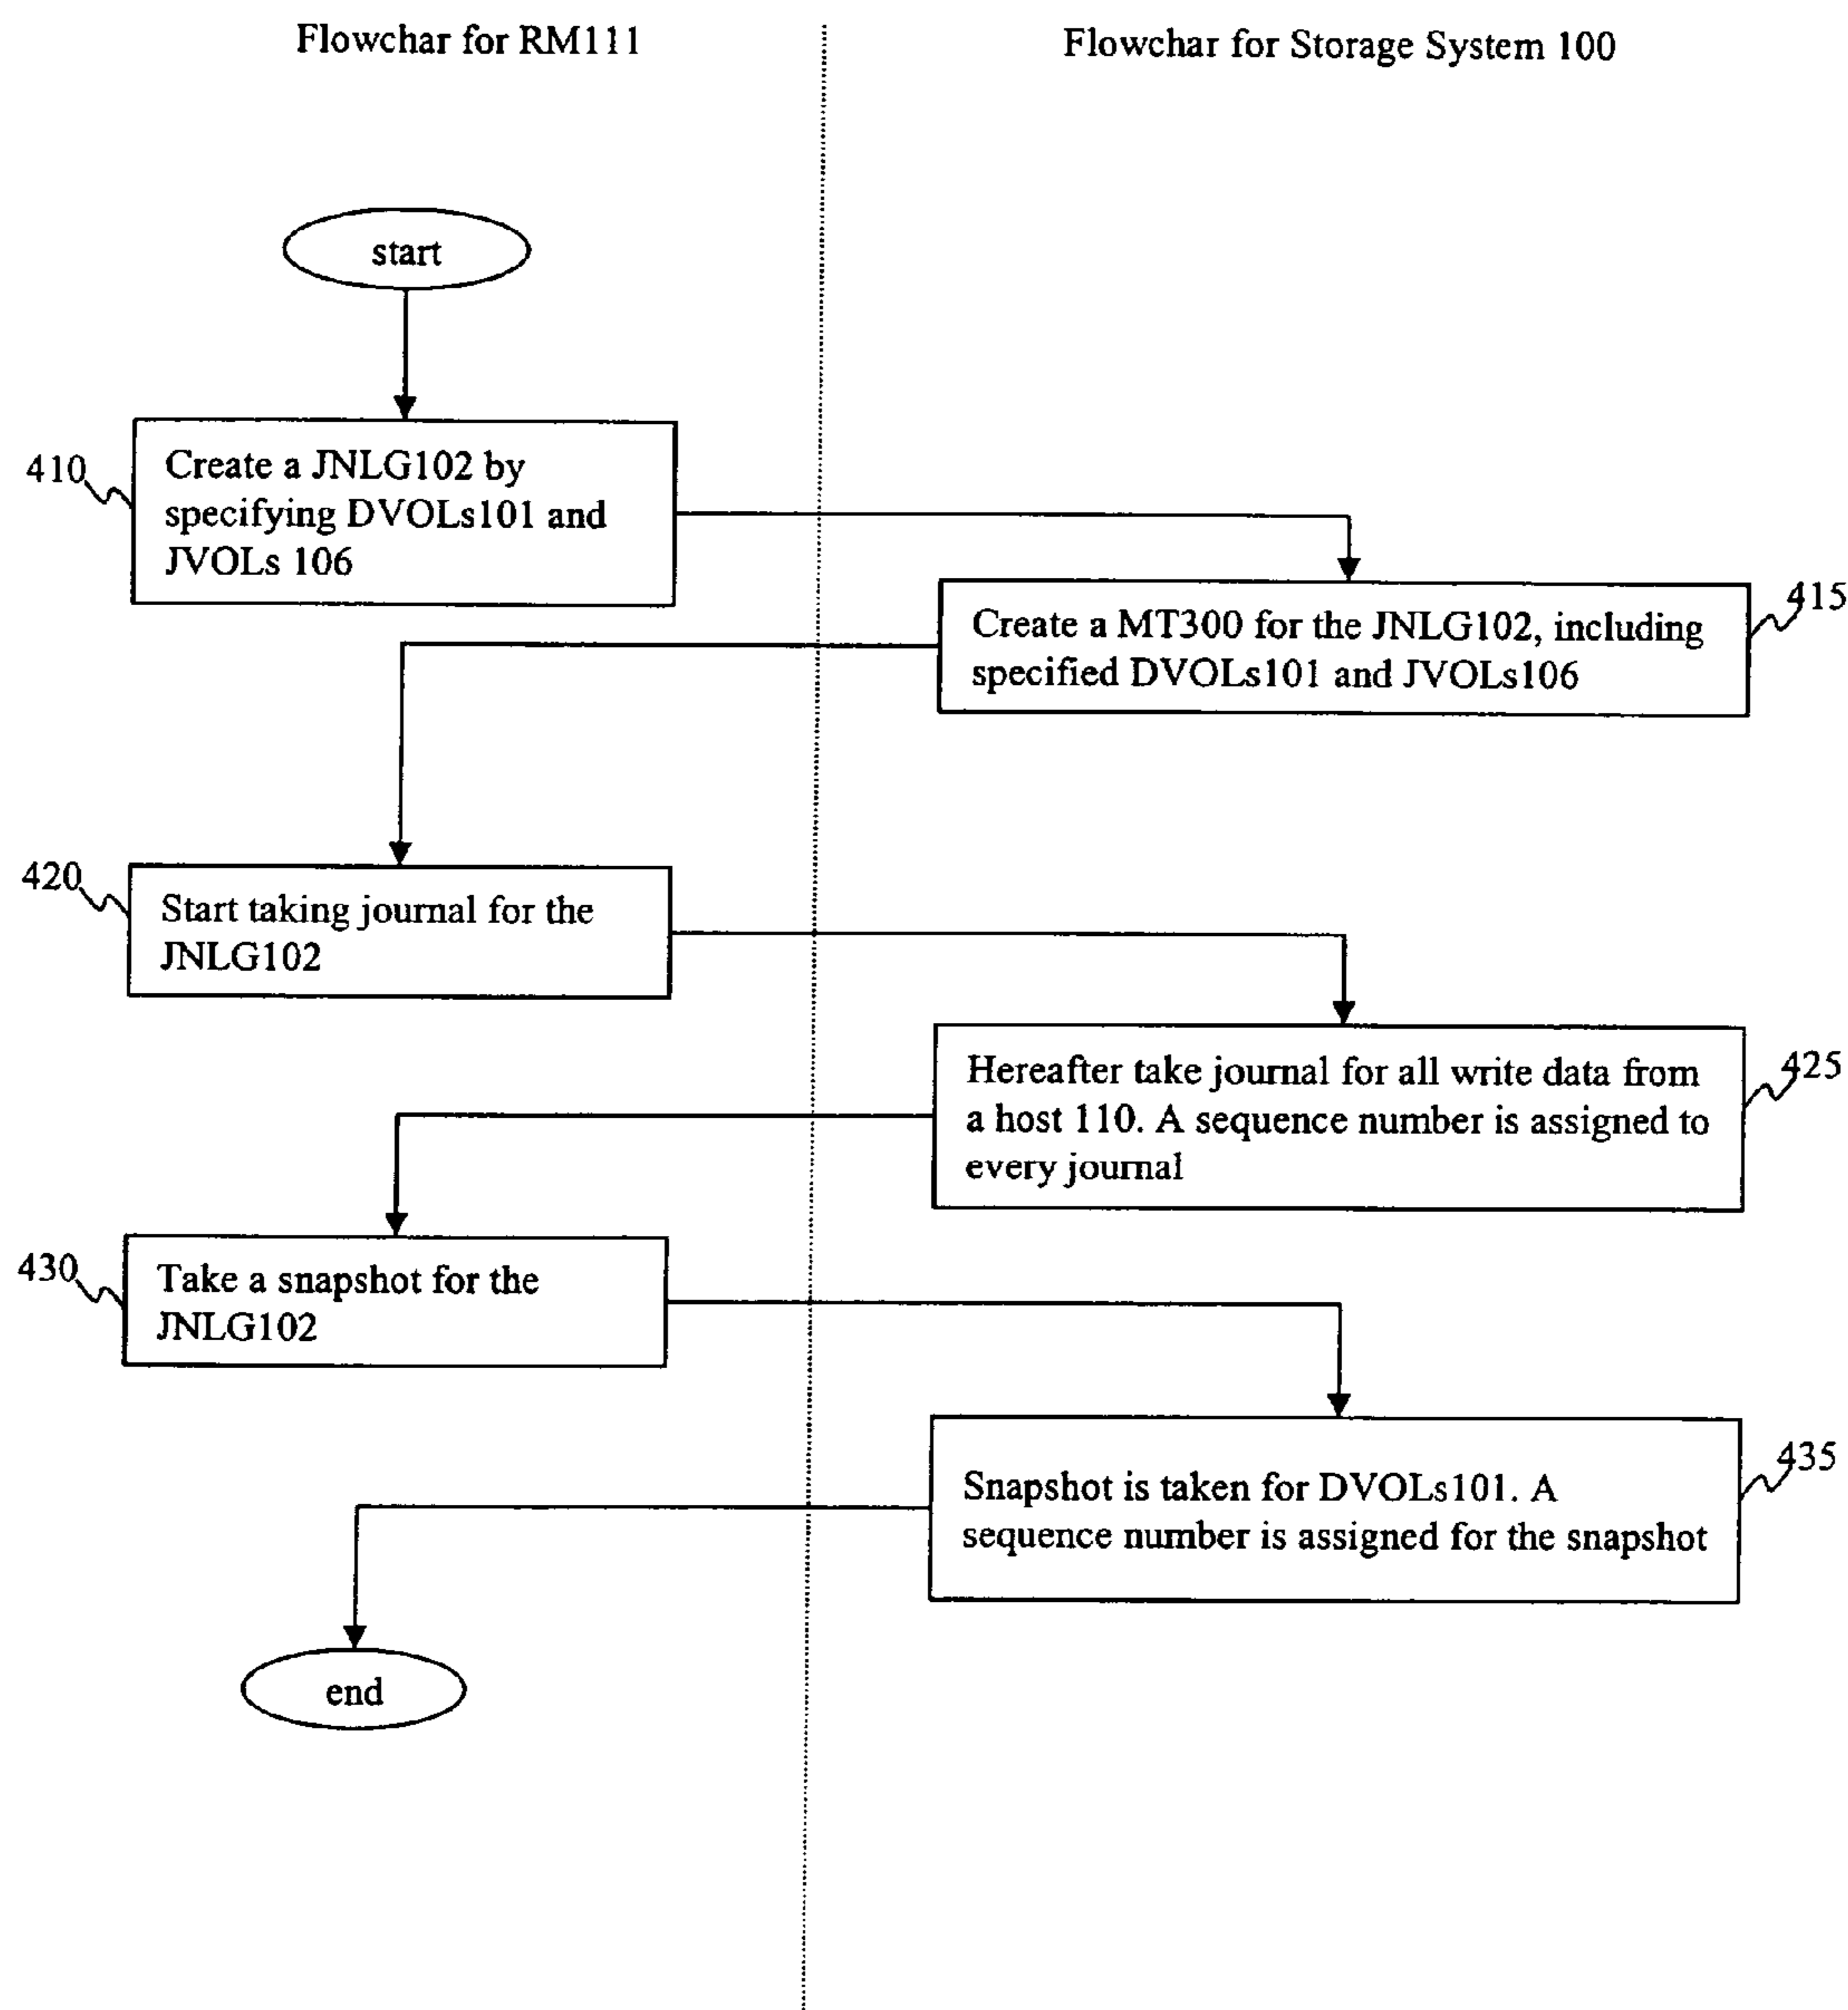 Flowchar for RM111
Flowchar for Storage System 100
start
410
Create a JNLG102 by
specifying DVOLs101 and
JVOLs 106
415
Create a MT300 for the JNLG102, including
specified DVOLs101 and JVOLs106
420
Start taking journal for the
JNLG102
425
Hereafter take journal for all write data from
a host 110. A sequence number is assigned to
every journal
430
Take a snapshot for the
JNLG102
435
Snapshot is taken for DVOLs101. A
sequence number is assigned for the snapshot
end